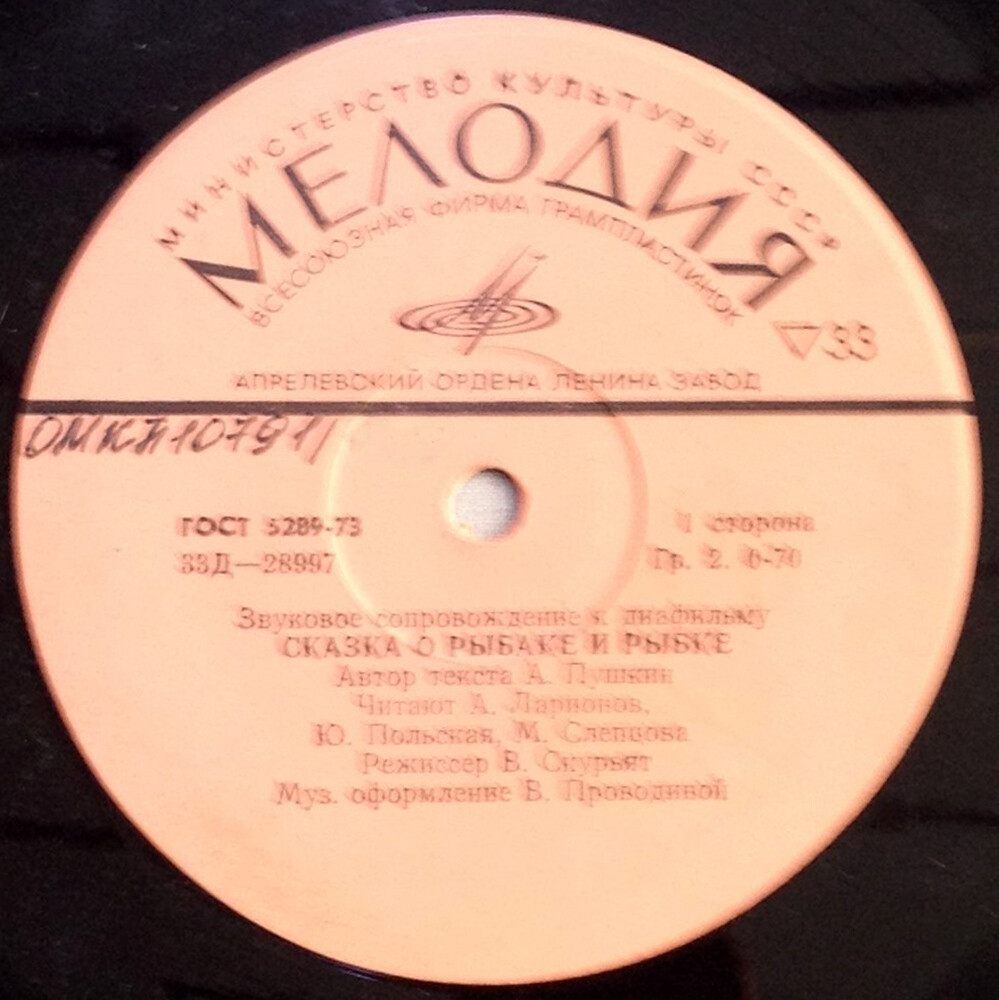 МИНИСТЕРСТВО КУЛЬТУРЫ СССР
МЕЛОДИЯ
ВСЕСОЮЗНАЯ ФИРМА ГРАМПЛАСТИНОК
▽33
АПРЕЛЕВСКИЙ ОРДЕНА ЛЕНИНА ЗАВОД
ГОСТ 5289-73
1 сторона
33Д—28997
Гр. 2. 0-70
Звуковое сопровождение к диафильму
СКАЗКА О РЫБАКЕ И РЫБКЕ
Автор текста А. Пушкин
Читают А. Ларионов,
Ю. Польская, М. Слепцова
Режиссер В. Скурьят
Муз. оформление В. Проводиной